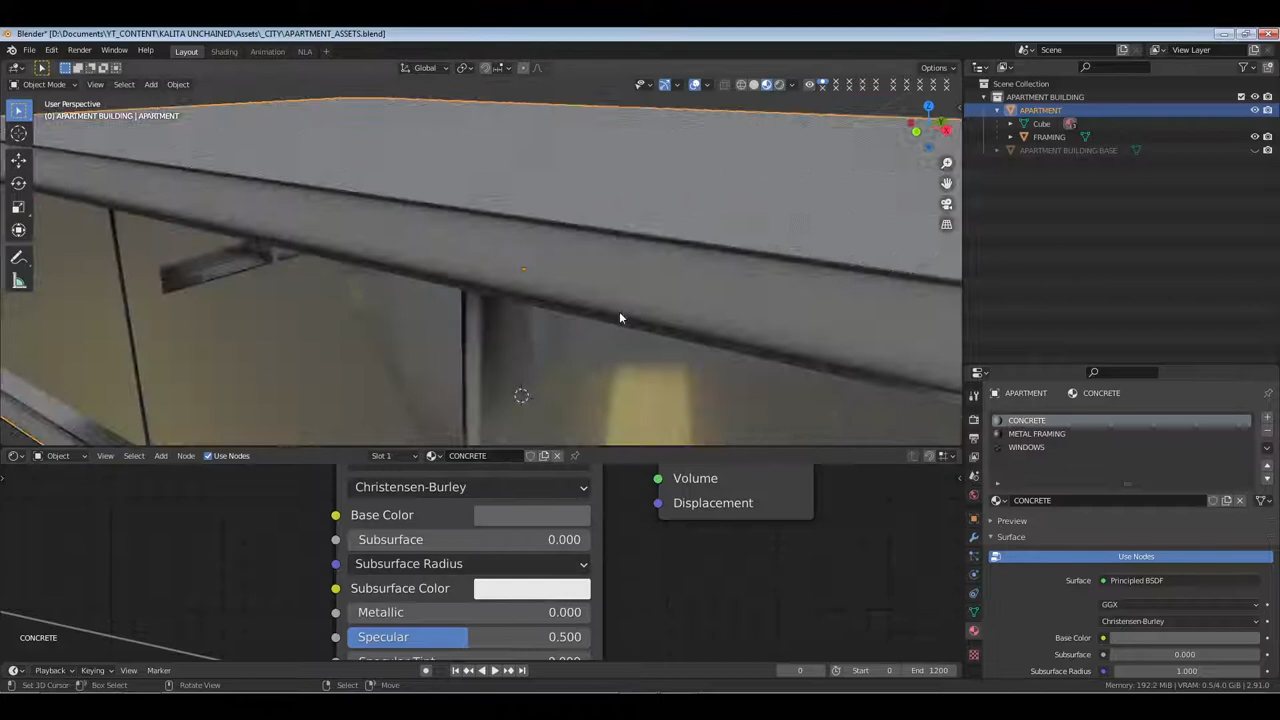 Blender* [D:\Documents\YT_CONTENT\KALITA UNCHAINED\Assets\_CITY\APARTMENT_ASSETS.blend]
File Edit Render Window Help Layout Shading Animation NLA + Scene View Layer
Global Options
Object Mode View Select Add Object
User Perspective
(0) APARTMENT BUILDING | APARTMENT
Scene Collection
APARTMENT BUILDING
APARTMENT
Cube
FRAMING
APARTMENT BUILDING BASE
Z
APARTMENT CONCRETE
CONCRETE
METAL FRAMING
WINDOWS
CONCRETE
Preview
Surface
Use Nodes
Surface Principled BSDF
GGX
Christensen-Burley
Base Color
Subsurface 0.000
Subsurface Radius 1.000
Object View Select Add Node Use Nodes Slot 1 CONCRETE
Christensen-Burley
Base Color
Subsurface 0.000
Subsurface Radius
Subsurface Color
Metallic 0.000
Specular 0.500
Volume
Displacement
CONCRETE
Playback Keying View Marker 0 Start 0 End 1200
Set 3D Cursor Box Select Rotate View Select Move Memory: 192.2 MiB | VRAM: 0.5/4.0 GiB | 2.91.0